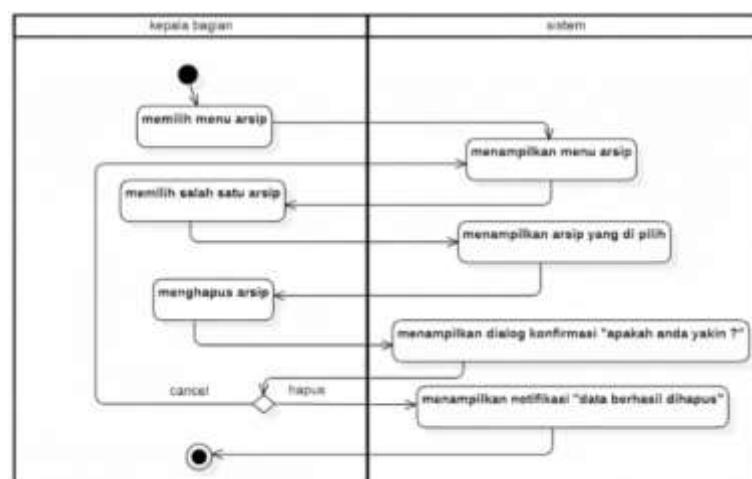 kepala bagian
sistem
memilih menu arsip
menampilkan menu arsip
memilih salah satu arsip
menampilkan arsip yang di pilih
menghapus arsip
menampilkan dialog konfirmasi "apakah anda yakin ?"
cancel
hapus
menampilkan notifikasi "data berhasil dihapus"